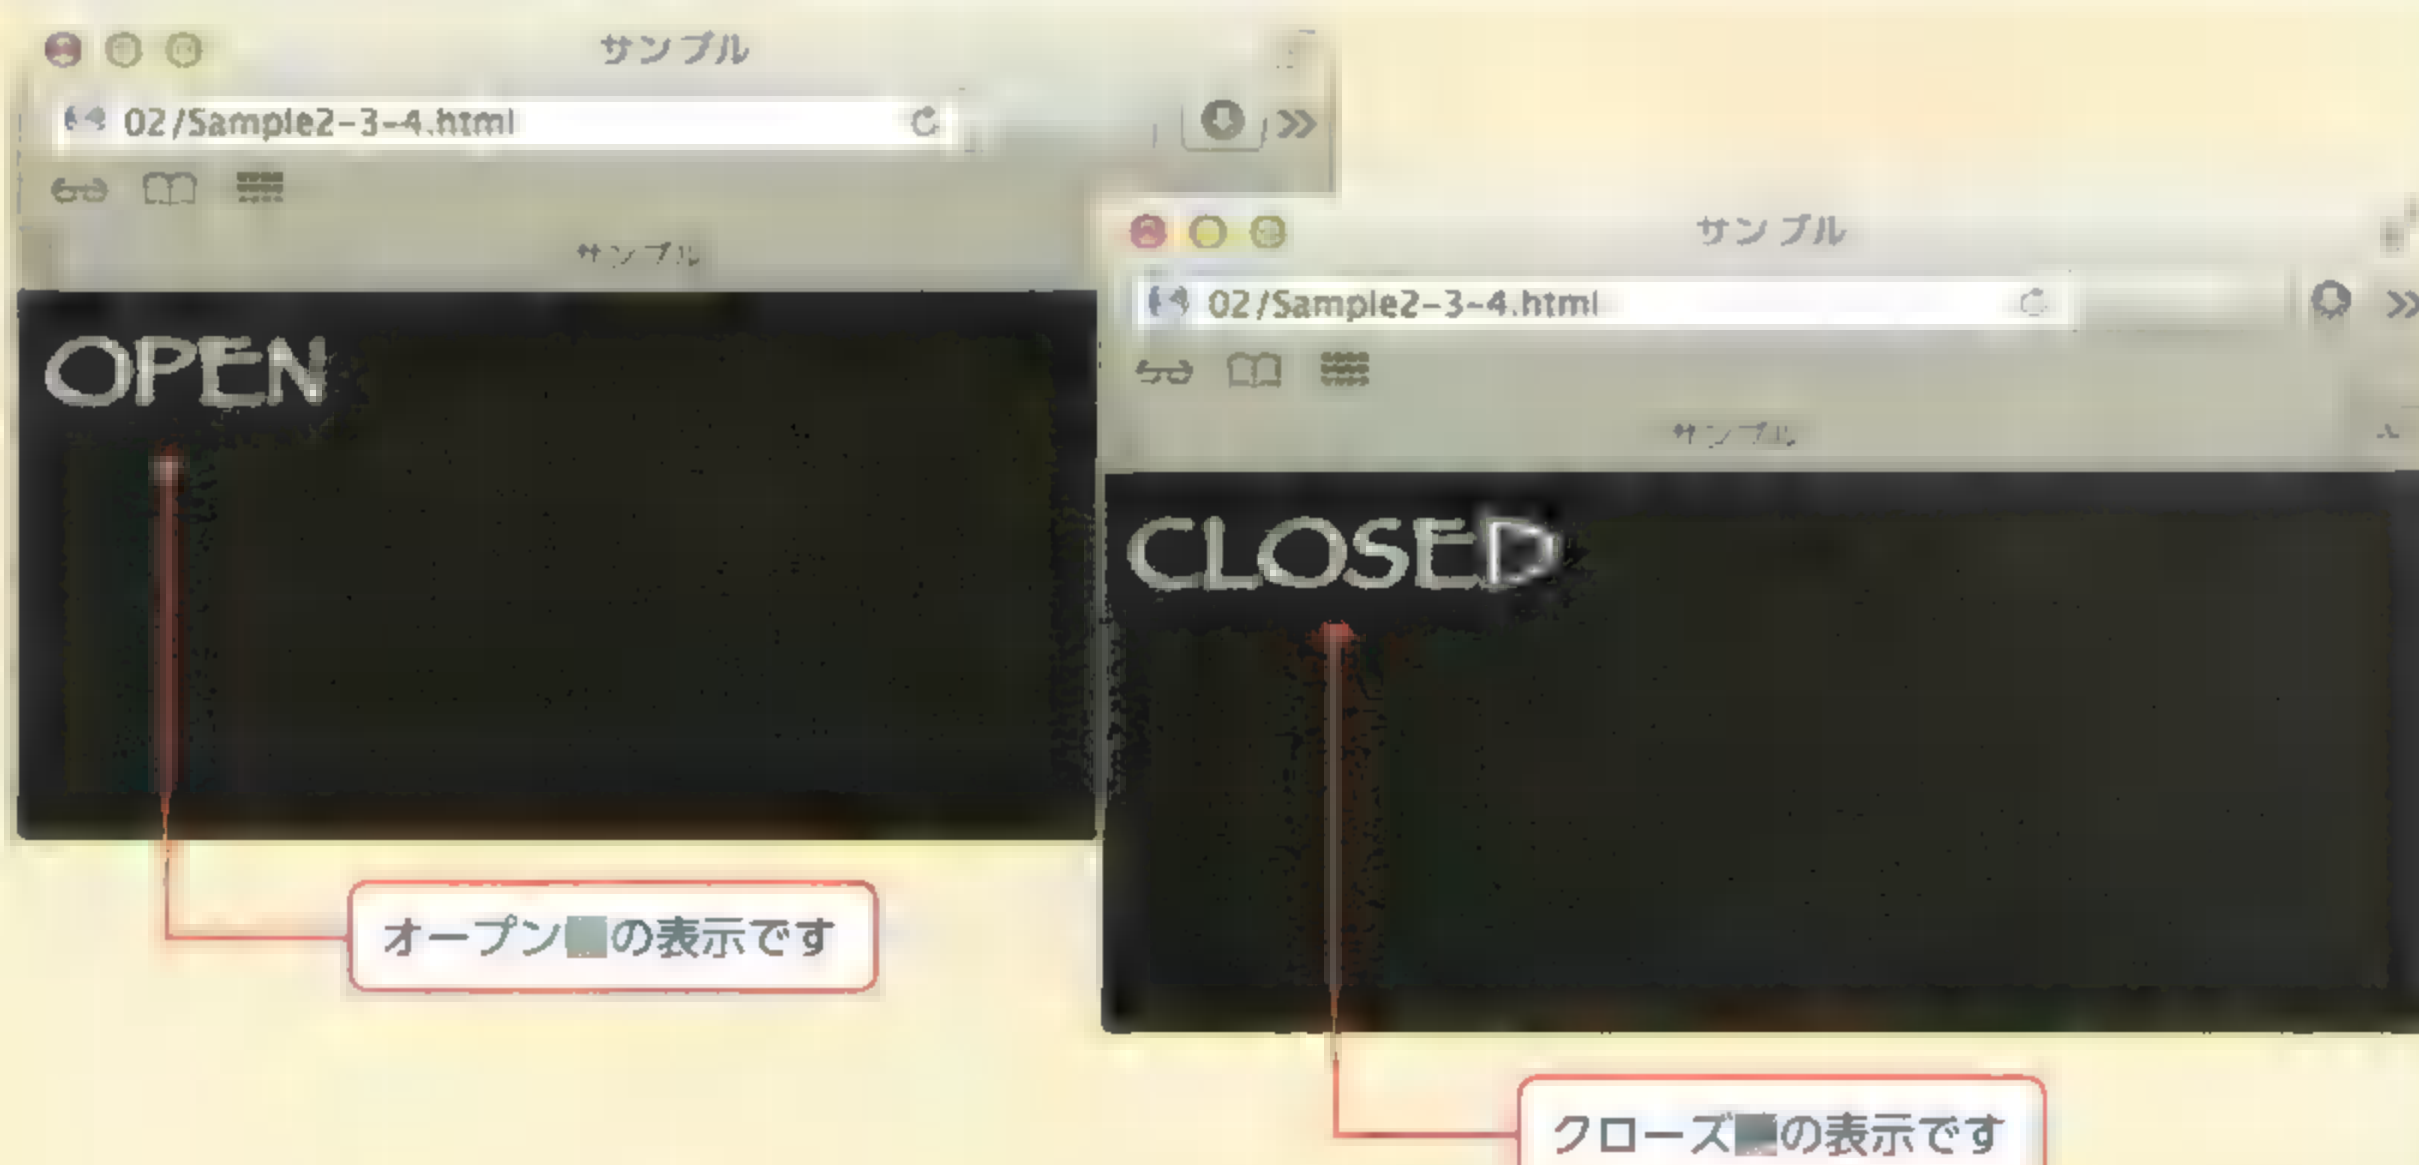 サンプル
02/Sample2-3-4.html
サンプル
OPEN
オープン の表示です
サンプル
02/Sample2-3-4.html
サンプル
CLOSED
クローズ の表示です